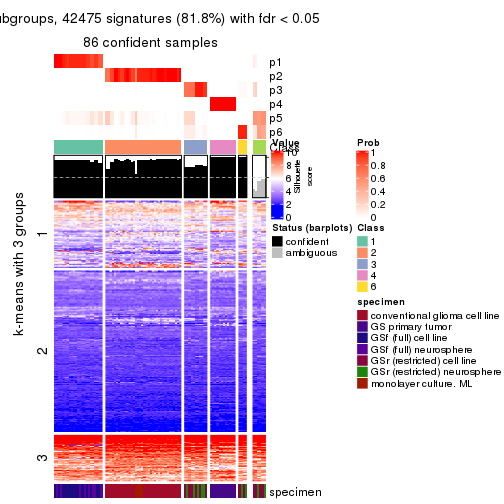 ubgroups, 42475 signatures (81.8%) with fdr < 0.05
86 confident samples
p1
p2
p3
p4
p5
p6
Class
Silhouette
score
k-means with 3 groups
1
2
3
specimen
Value
10
8
6
4
2
0
Status (barplots)
confident
ambiguous
Prob
1
0.8
0.6
0.4
0.2
0
Class
1
2
3
4
6
specimen
conventional glioma cell line
GS primary tumor
GSf (full) cell line
GSf (full) neurosphere
GSr (restricted) cell line
GSr (restricted) neurosphere
monolayer culture. ML